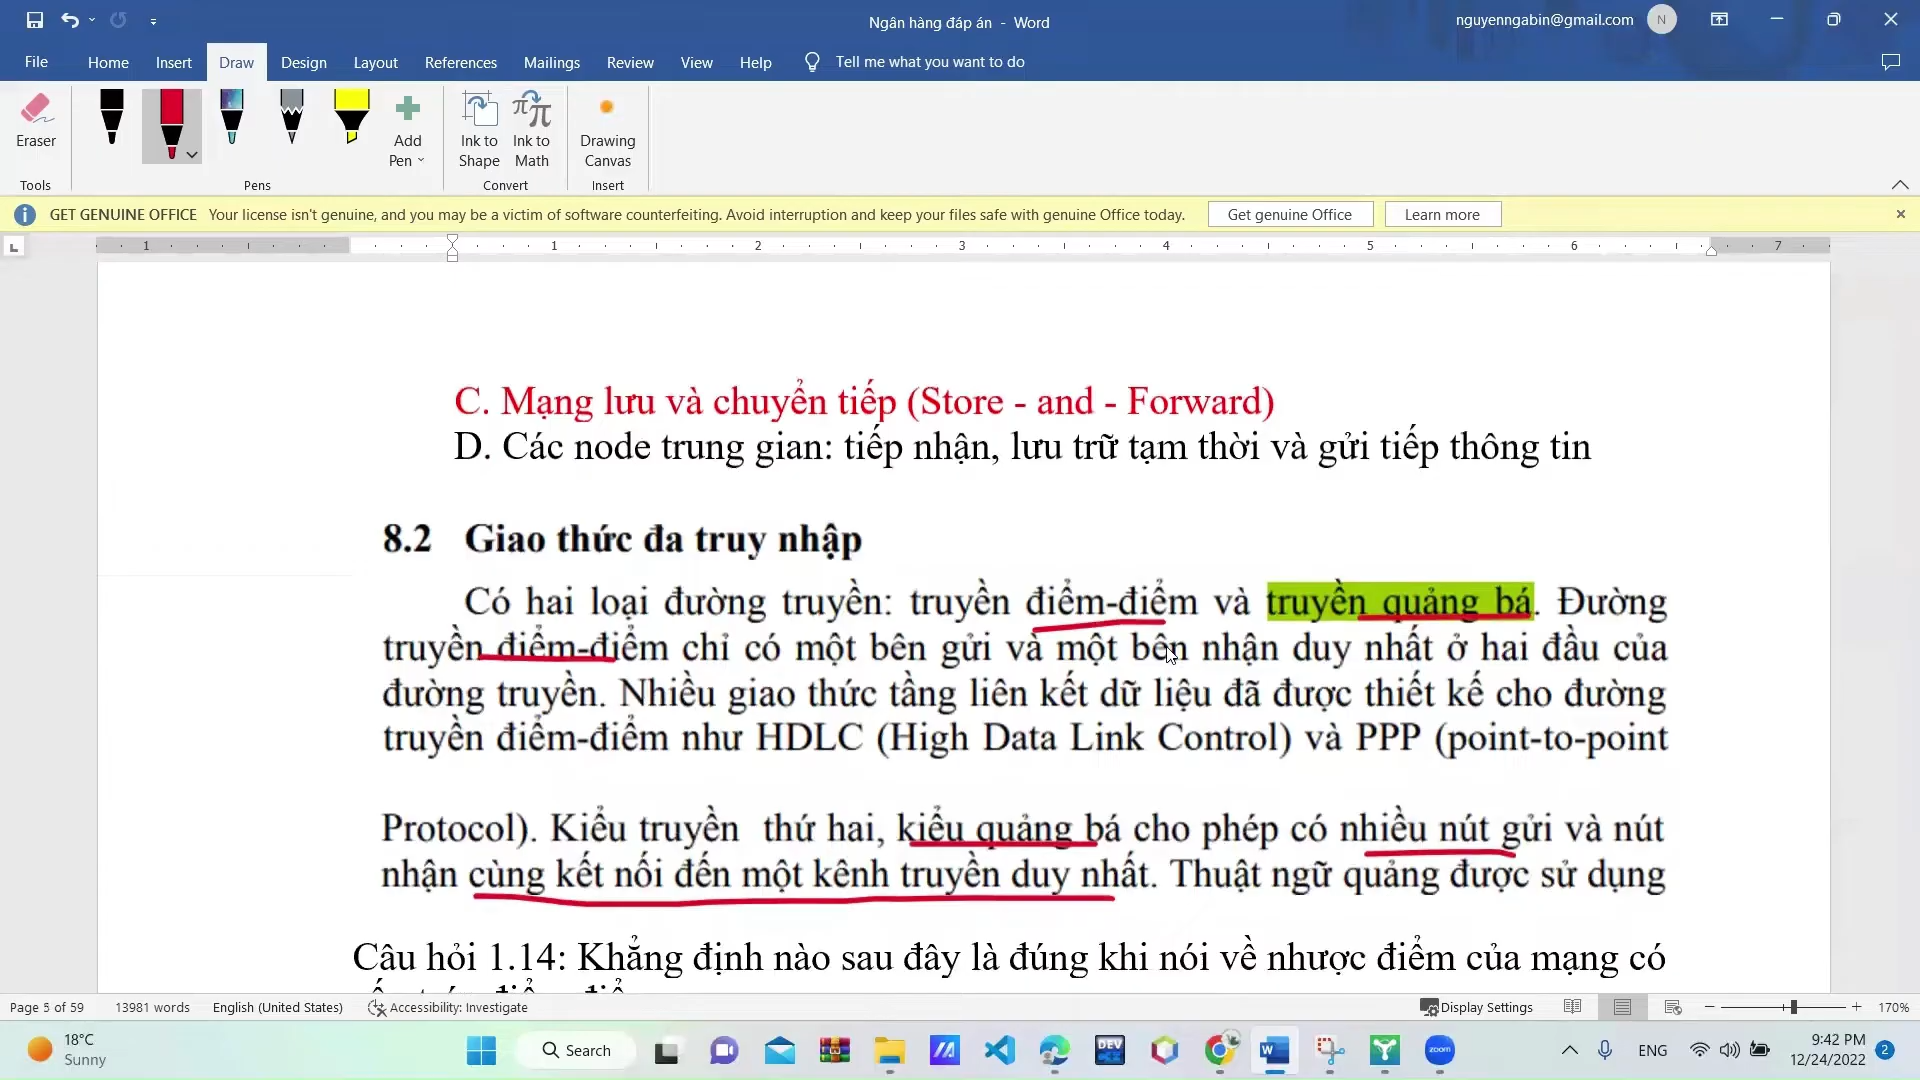 Ngân hàng đáp án - Word
nguyenngabin@gmail.com
N
File
Home
Insert
Draw
Design
Layout
References
Mailings
Review
View
Help
Tell me what you want to do
Eraser
Add
Pen
Ink to
Shape
Ink to
Math
Drawing
Canvas
Tools
Pens
Convert
Insert
GET GENUINE OFFICE Your license isn't genuine, and you may be a victim of software counterfeiting. Avoid interruption and keep your files safe with genuine Office today.
Get genuine Office
Learn more
1 1 2 3 4 5 6 7
C. Mạng lưu và chuyển tiếp (Store - and - Forward)
D. Các node trung gian: tiếp nhận, lưu trữ tạm thời và gửi tiếp thông tin
8.2 Giao thức đa truy nhập
Có hai loại đường truyền: truyền điểm-điểm và truyền quảng bá. Đường
truyền điểm-điểm chỉ có một bên gửi và một bên nhận duy nhất ở hai đầu của
đường truyền. Nhiều giao thức tầng liên kết dữ liệu đã được thiết kế cho đường
truyền điểm-điểm như HDLC (High Data Link Control) và PPP (point-to-point
Protocol). Kiểu truyền thứ hai, kiểu quảng bá cho phép có nhiều nút gửi và nút
nhận cùng kết nối đến một kênh truyền duy nhất. Thuật ngữ quảng được sử dụng
Câu hỏi 1.14: Khẳng định nào sau đây là đúng khi nói về nhược điểm của mạng có
Page 5 of 59
13981 words
English (United States)
Accessibility: Investigate
Display Settings
170%
18°C
Sunny
Search
DEV
zoom
ENG
9:42 PM
12/24/2022
2